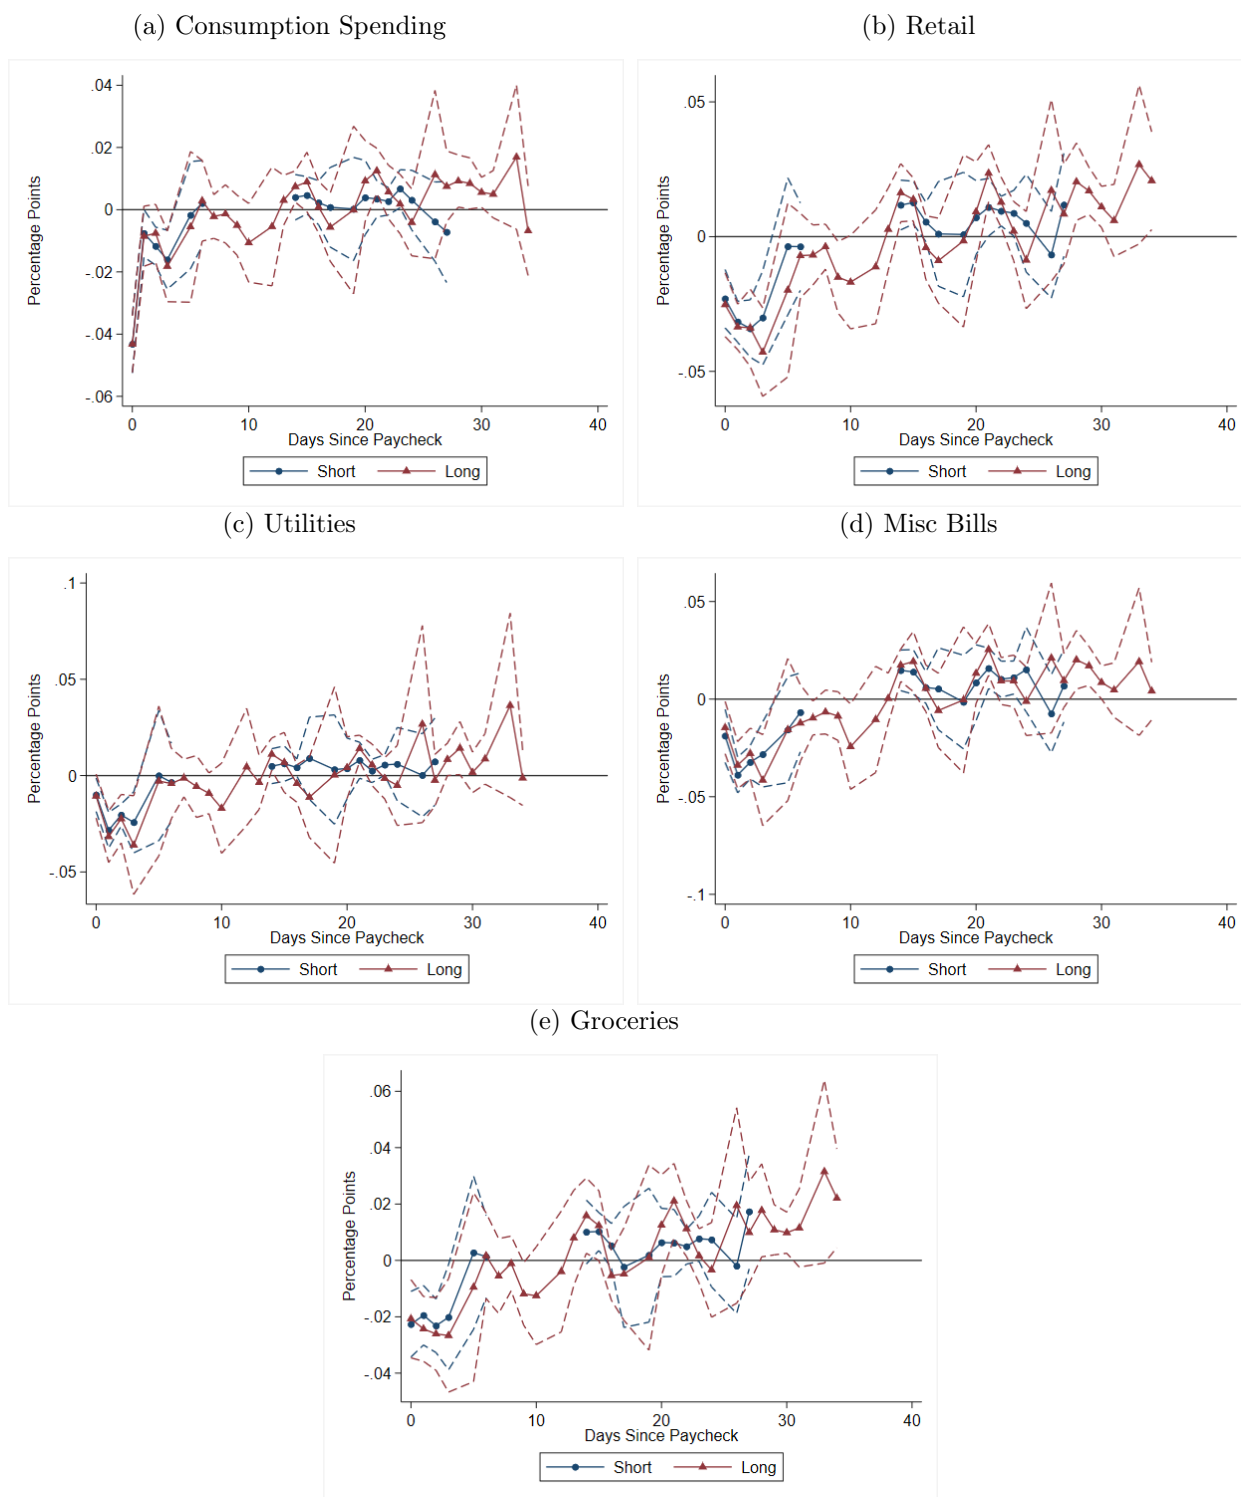 (a) Consumption Spending
Percentage Points
.04
.02
0
-.02
-.04
-.06
0 10 20 30 40
Days Since Paycheck
Short Long
(b) Retail
Percentage Points
.05
0
-.05
0 10 20 30 40
Days Since Paycheck
Short Long
(c) Utilities
Percentage Points
.1
.05
0
-.05
0 10 20 30 40
Days Since Paycheck
Short Long
(d) Misc Bills
Percentage Points
.05
0
-.05
-.1
0 10 20 30 40
Days Since Paycheck
Short Long
(e) Groceries
Percentage Points
.06
.04
.02
0
-.02
-.04
0 10 20 30 40
Days Since Paycheck
Short Long